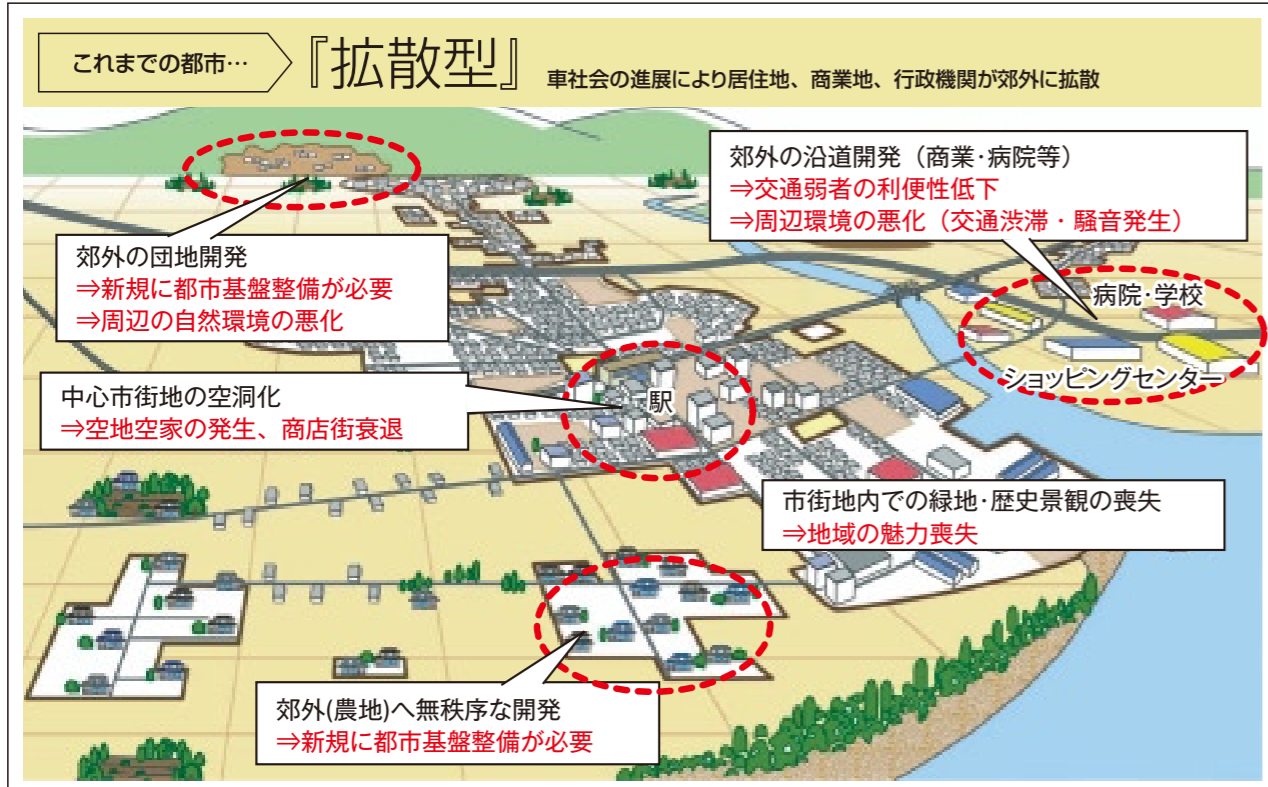 これまでの都市…
『拡散型』
車社会の進展により居住地、商業地、行政機関が郊外に拡散
郊外の沿道開発（商業・病院等）
⇒交通弱者の利便性低下
⇒周辺環境の悪化（交通渋滞・騒音発生）
郊外の団地開発
⇒新規に都市基盤整備が必要
⇒周辺の自然環境の悪化
病院・学校
ショッピングセンター
中心市街地の空洞化
⇒空地空家の発生、商店街衰退
駅
市街地内での緑地・歴史景観の喪失
⇒地域の魅力喪失
郊外(農地)へ無秩序な開発
⇒新規に都市基盤整備が必要